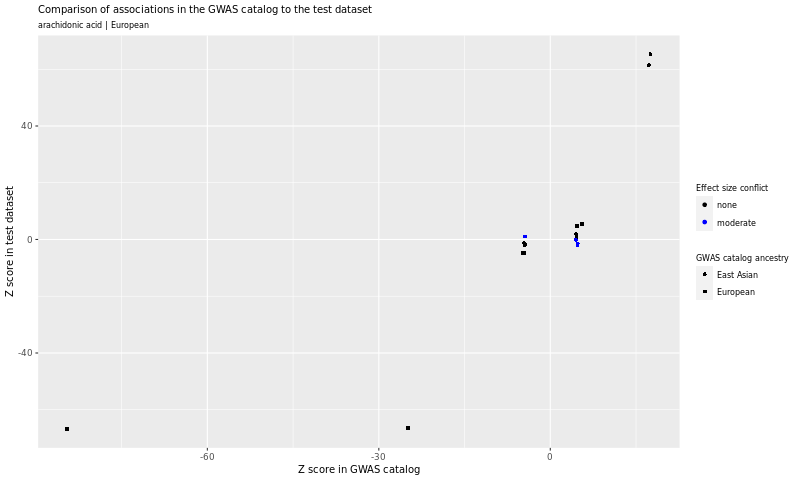 Comparison of associations in the GWAS catalog to the test dataset
arachidonic acid | European
Z score in test dataset
40
0
-40
-60
-30
0
Z score in GWAS catalog
Effect size conflict
none
moderate
GWAS catalog ancestry
East Asian
European